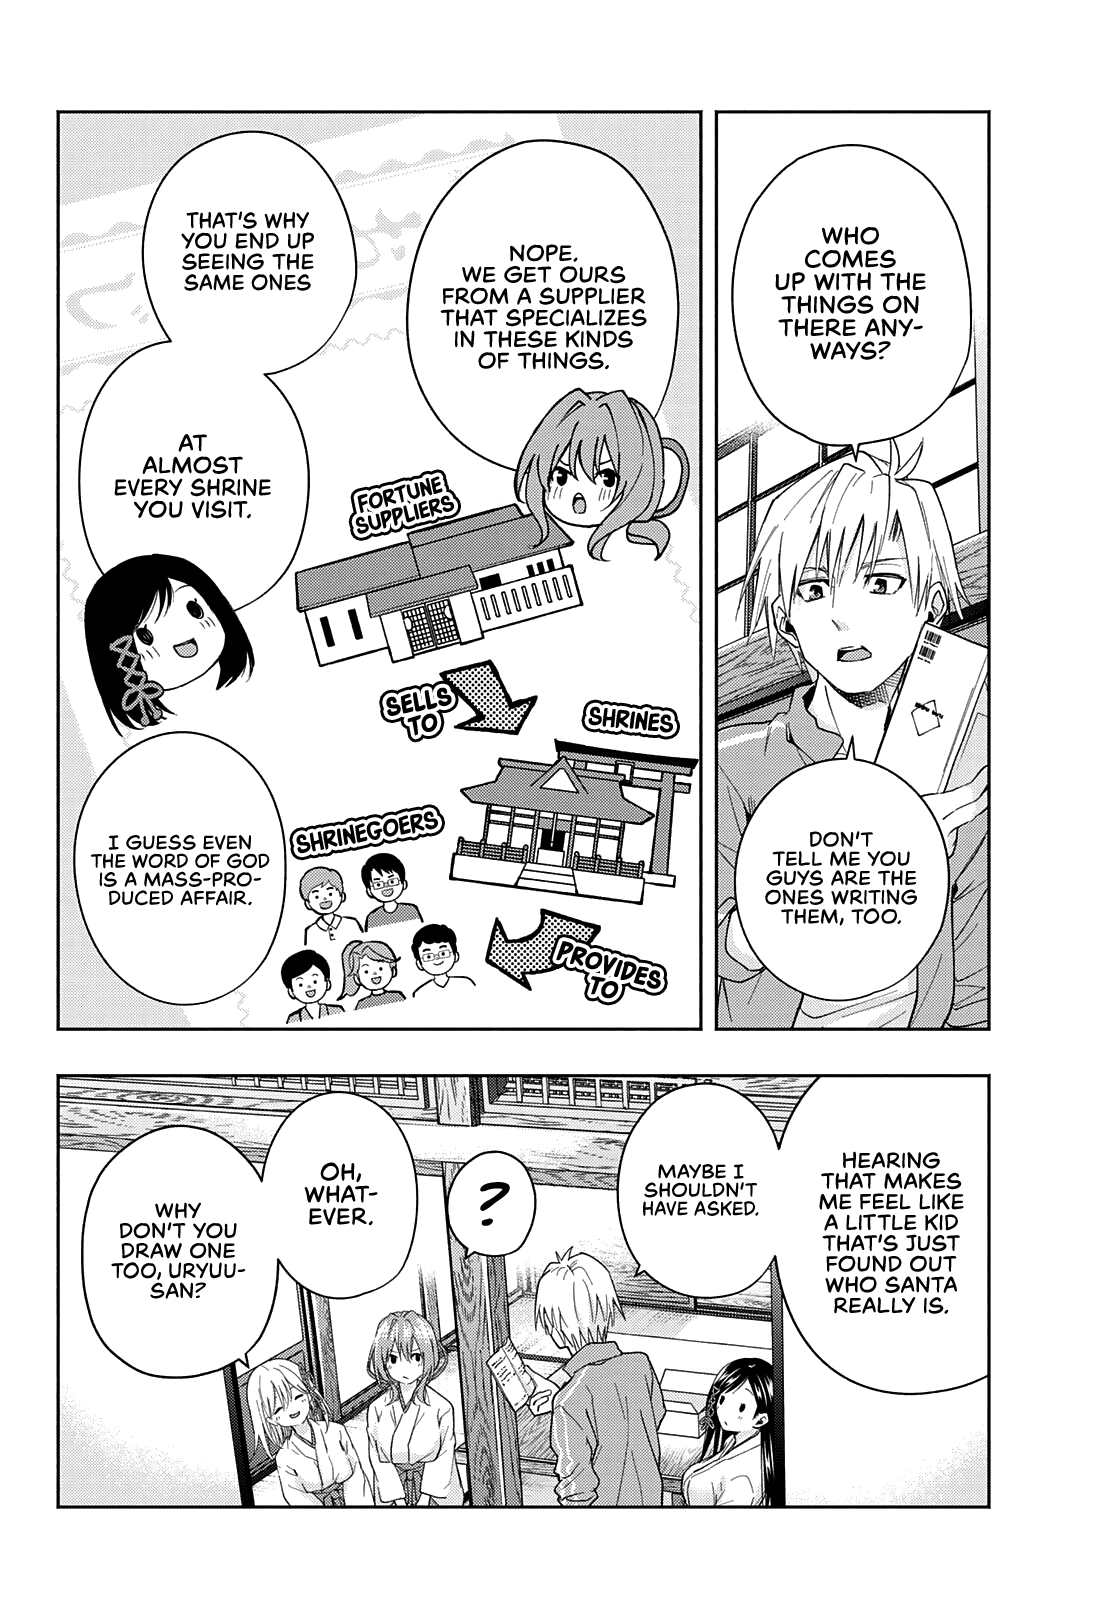 WHO
COMES
UP WITH THE
THINGS ON
THERE ANY-
WAYS?
DON'T
TELL ME YOU
GUYS ARE THE
ONES WRITING
THEM, TOO.
NOPE.
WE GET OURS
FROM A SUPPLIER
THAT SPECIALIZES
IN THESE KINDS
OF THINGS.
THAT'S WHY
YOU END UP
SEEING THE
SAME ONES
AT
ALMOST
EVERY SHRINE
YOU VISIT.
FORTUNE
SUPPLIERS
SELLS
TO
SHRINES
PROVIDES
TO
SHRINEGOERS
I GUESS EVEN
THE WORD OF GOD
IS A MASS-PRO-
DUCED AFFAIR.
HEARING
THAT MAKES
ME FEEL LIKE
A LITTLE KID
THAT'S JUST
FOUND OUT
WHO SANTA
REALLY IS.
MAYBE I
SHOULDN'T
HAVE ASKED.
?
OH,
WHAT-
EVER.
WHY
DON'T YOU
DRAW ONE
TOO, URYUU-
SAN?